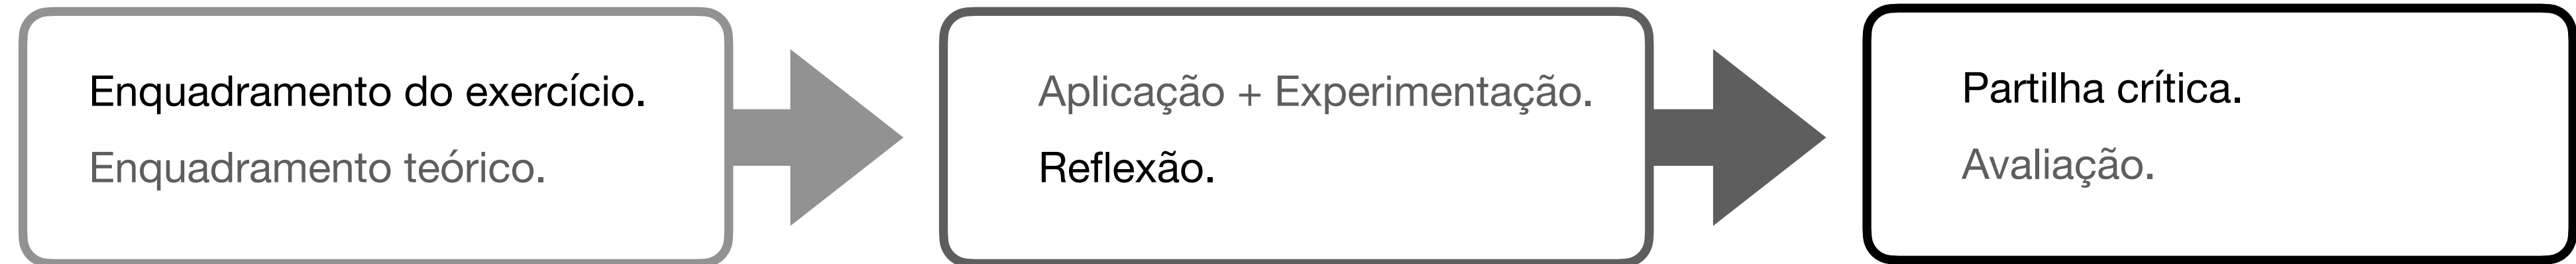 Enquadramento do exercício.
Enquadramento teórico.
Aplicação + Experimentação.
Reflexão.
Partilha crítica.
Avaliação.